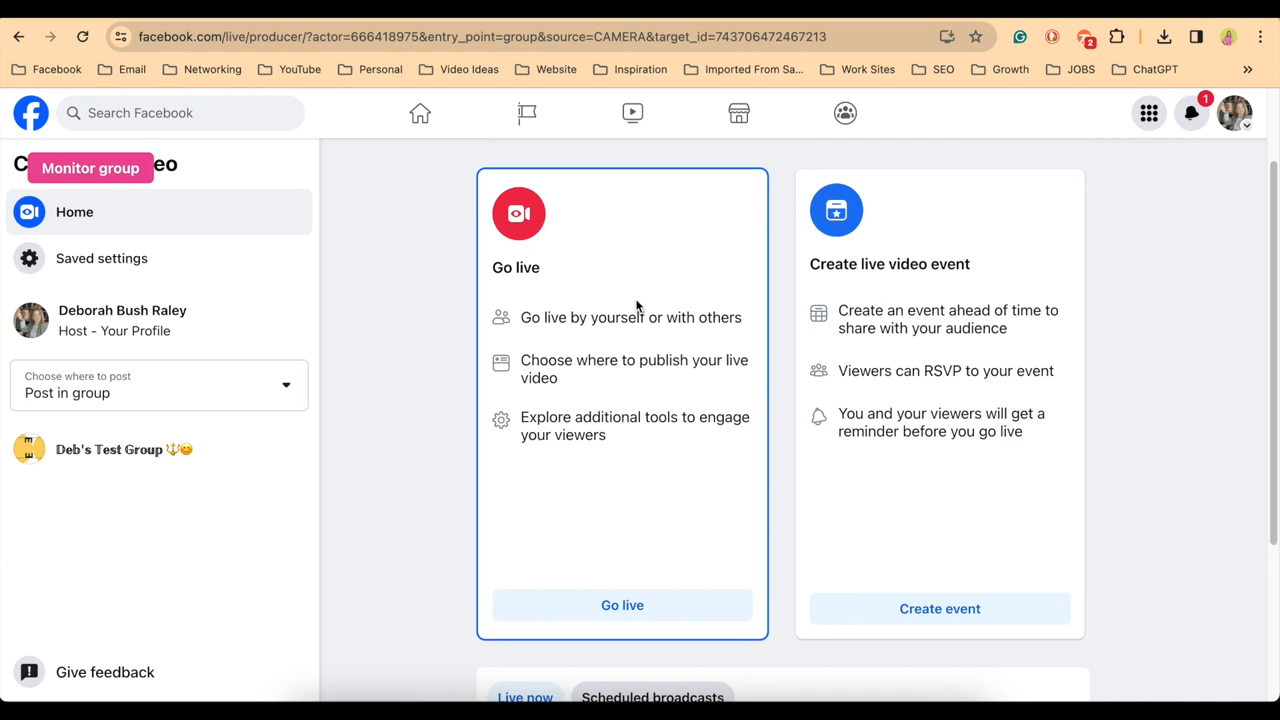 facebook.com/live/producer/?actor=666418975&entry_point=group&source=CAMERA&target_id=743706472467213
2
Facebook
Email
Networking
YouTube
Personal
Video Ideas
Website
Inspiration
Imported From Sa...
Work Sites
SEO
Growth
JOBS
ChatGPT
Search Facebook
1
Monitor group
Home
Saved settings
Deborah Bush Raley
Host - Your Profile
Choose where to post
Post in group
𝔻eb's 𝕋est 𝔾roup 🔱😊
Give feedback
Go live
Go live by yourself or with others
Choose where to publish your live
video
Explore additional tools to engage
your viewers
Go live
Create live video event
Create an event ahead of time to
share with your audience
Viewers can RSVP to your event
You and your viewers will get a
reminder before you go live
Create event
Live now
Scheduled broadcasts